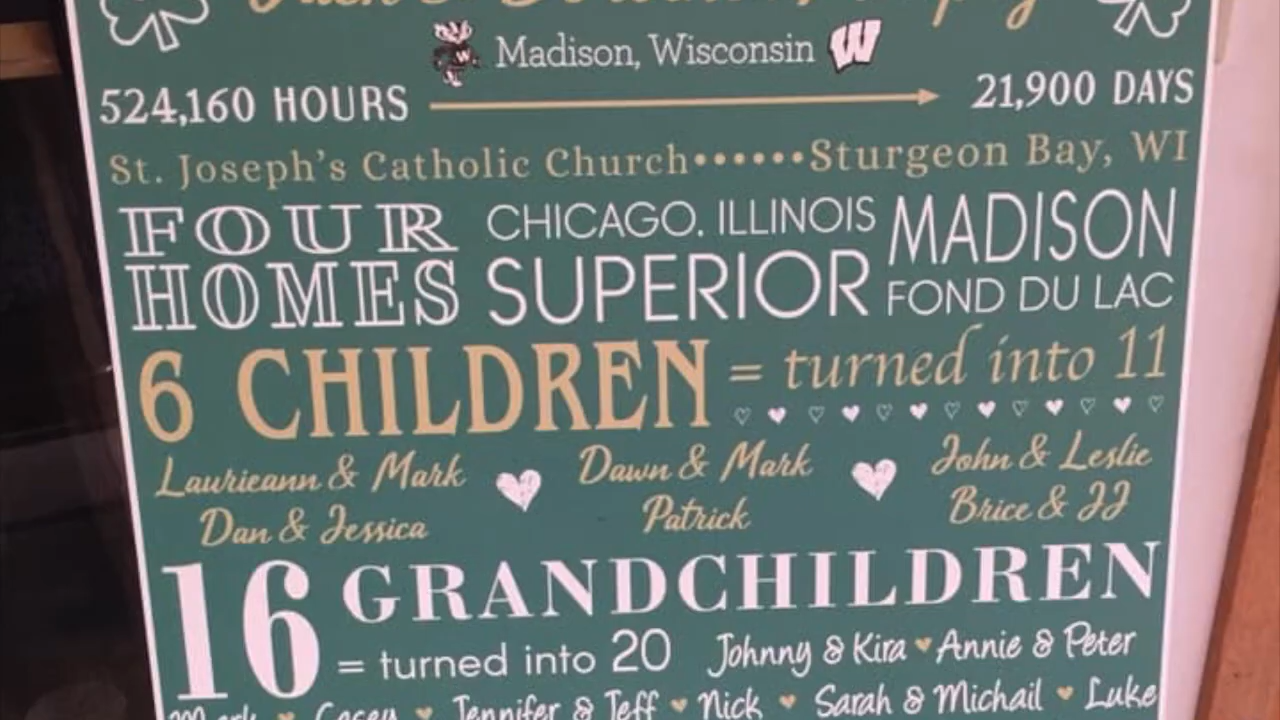 Madison, Wisconsin W
524,160 HOURS 21,900 DAYS
St. Joseph's Catholic Church••••••Sturgeon Bay, WI
FOUR HOMES
CHICAGO, ILLINOIS MADISON
SUPERIOR FOND DU LAC
6 CHILDREN = turned into 11
Laurieann & Mark Dawn & Mark John & Leslie
Dan & Jessica Patrick Brice & JJ
16 GRANDCHILDREN
= turned into 20 Johnny & Kira Annie & Peter
Mark Casey Jennifer & Jeff Nick Sarah & Michail Luke